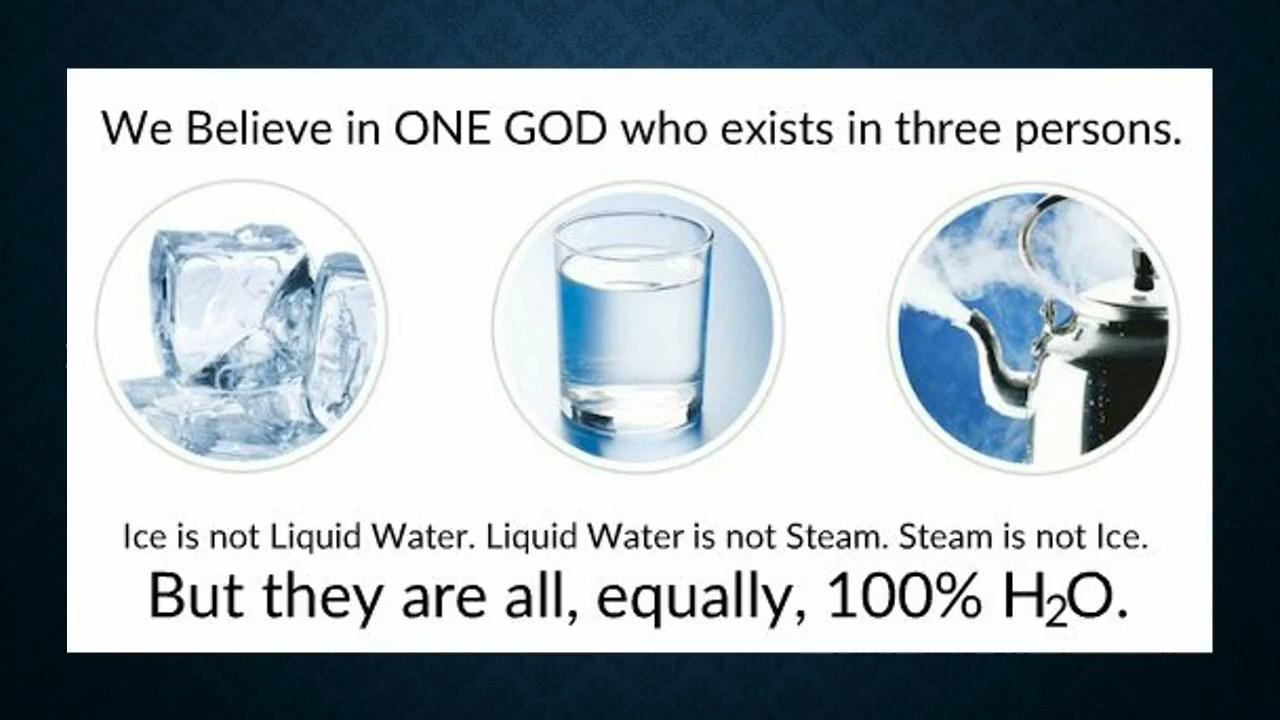 We Believe in ONE GOD who exists in three persons.
Ice is not Liquid Water. Liquid Water is not Steam. Steam is not Ice.
But they are all, equally, 100% H₂O.